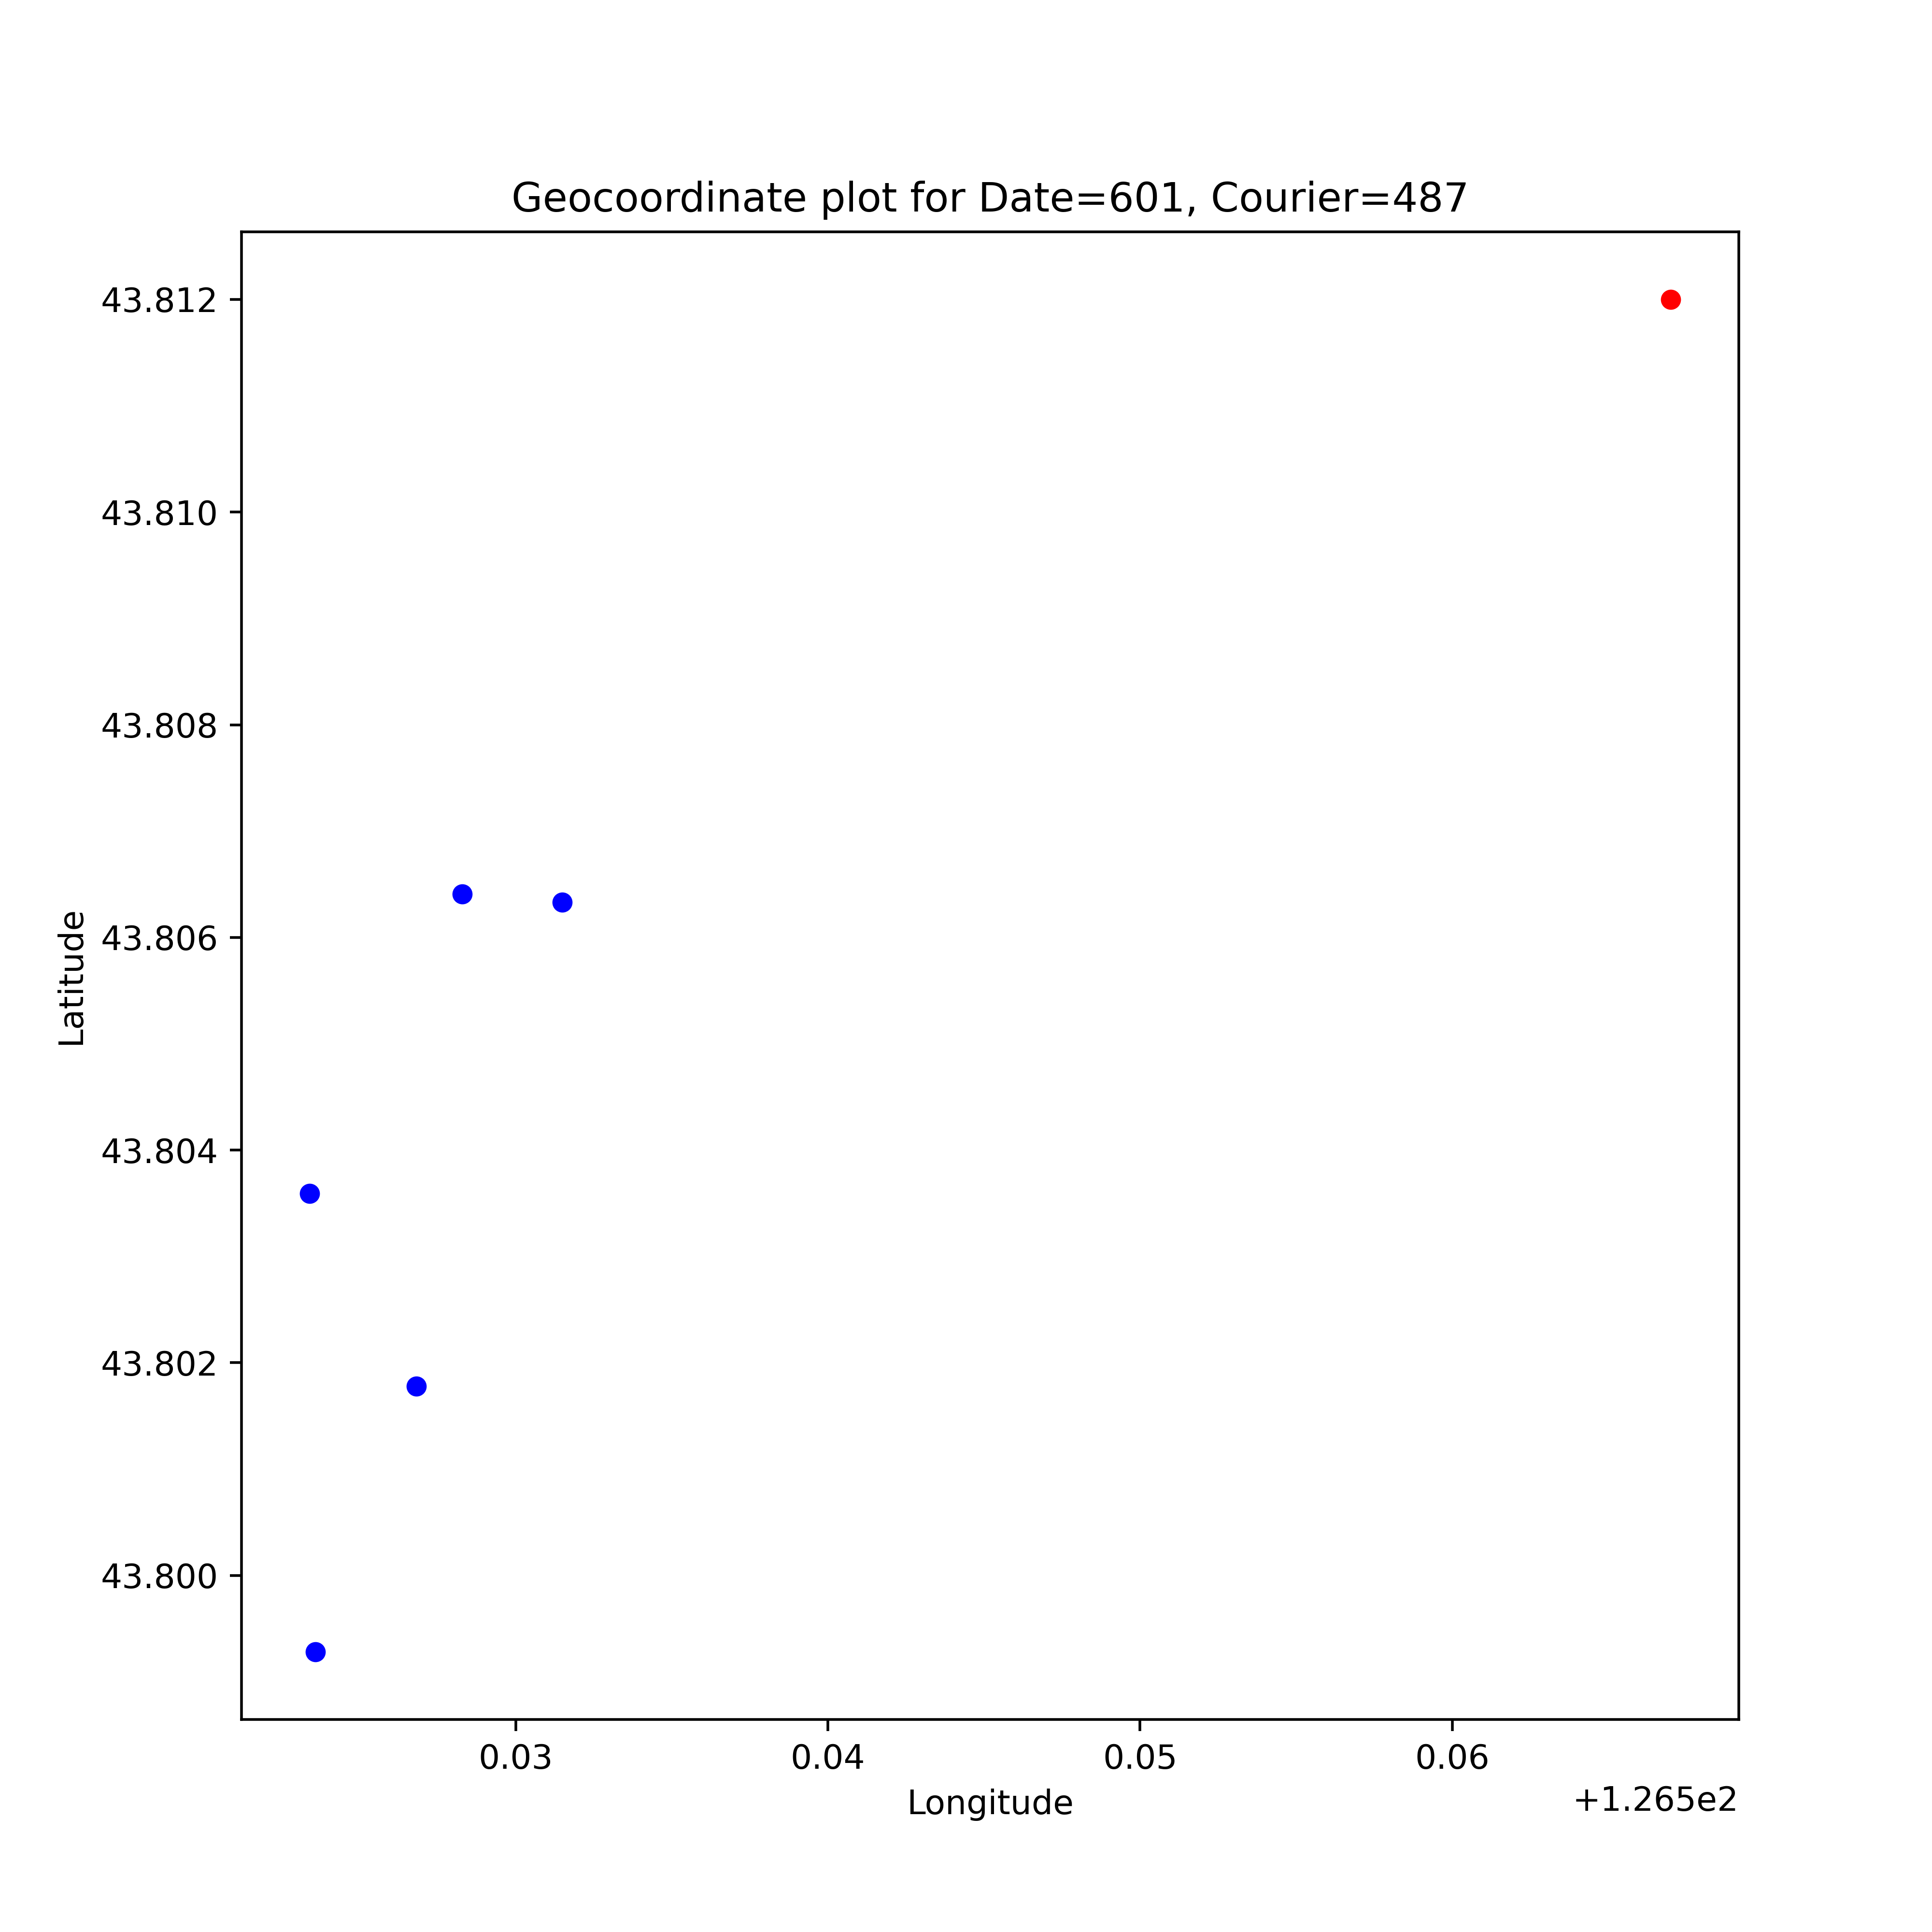 Geocoordinate plot for Date=601, Courier=487
43.812
43.810
43.808
43.806
43.804
43.802
43.800
Latitude
0.03 0.04 0.05 0.06
Longitude
+1.265e2